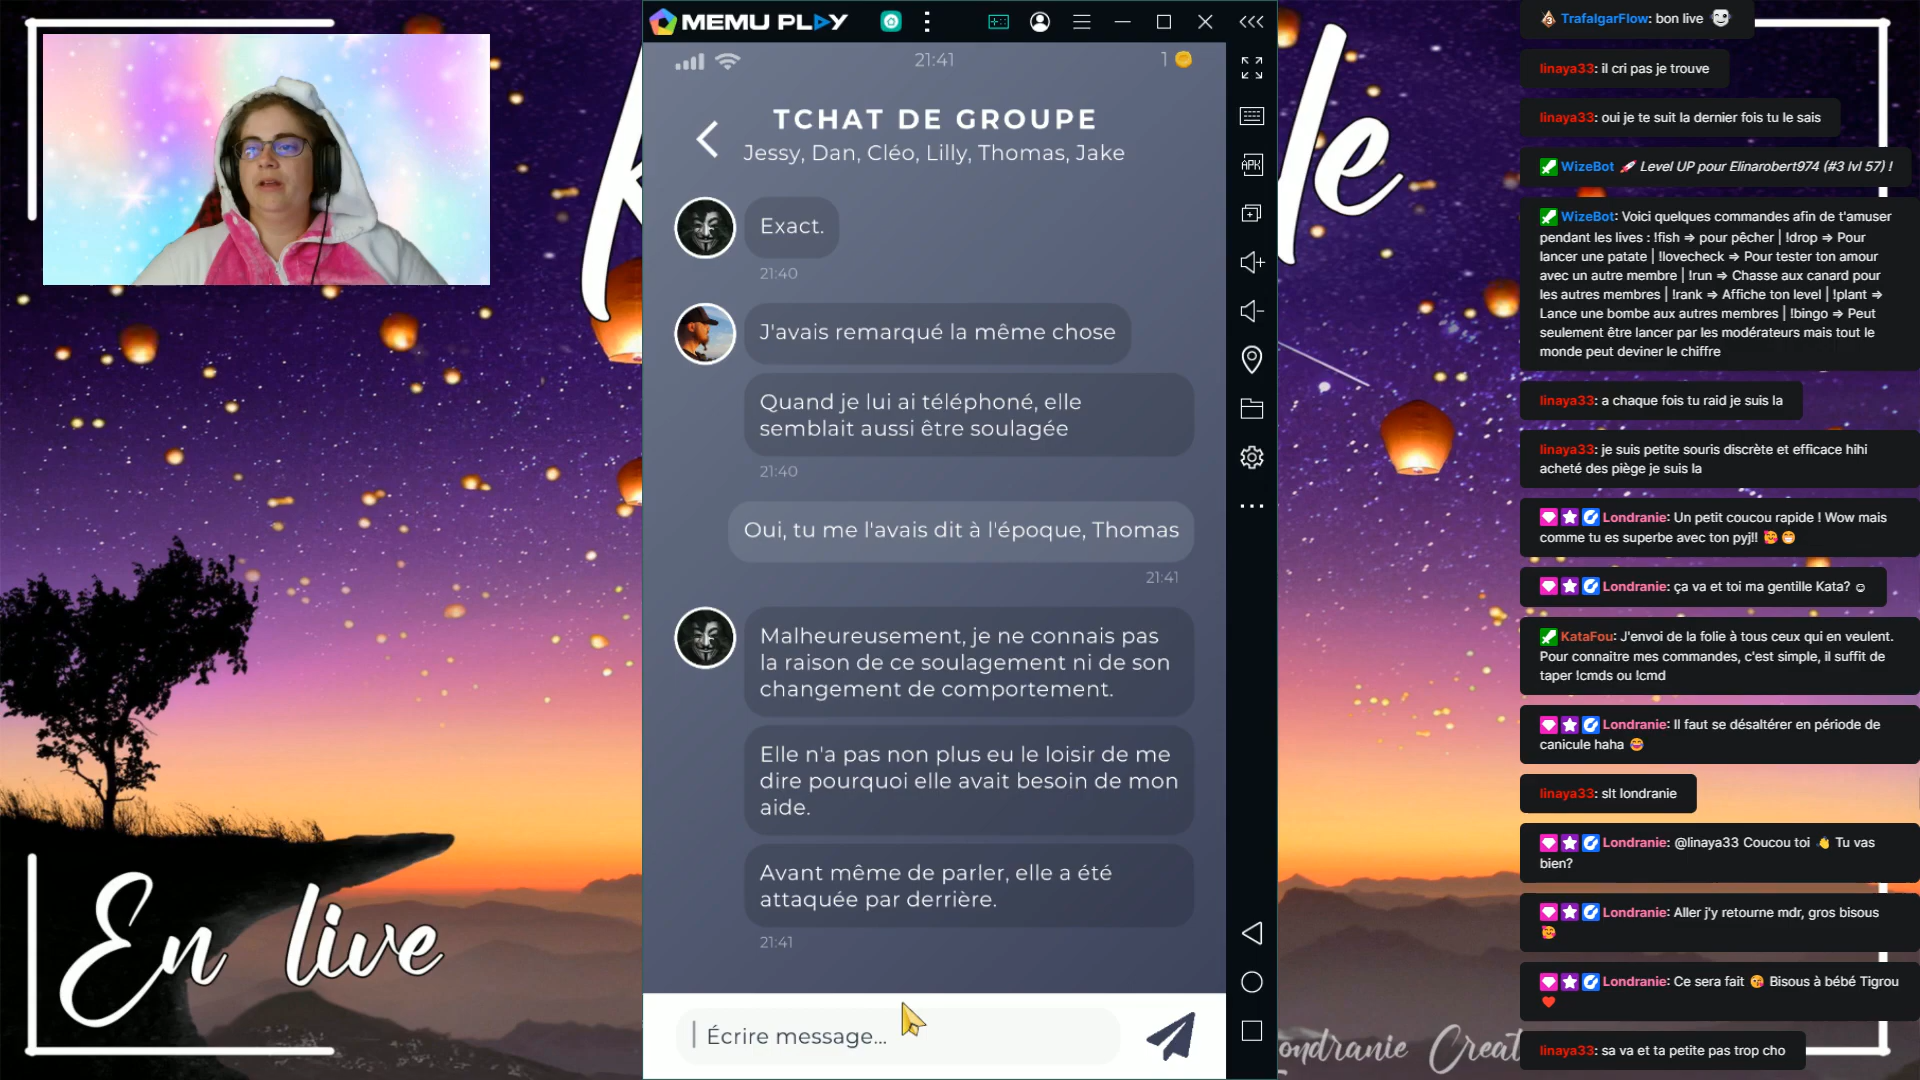 MEMU PLAY
21:41
1
TCHAT DE GROUPE
Jessy, Dan, Cléo, Lilly, Thomas, Jake
Exact.
21:40
J'avais remarqué la même chose
Quand je lui ai téléphoné, elle
semblait aussi être soulagée
21:40
Oui, tu me l'avais dit à l'époque, Thomas
21:41
Malheureusement, je ne connais pas
la raison de ce soulagement ni de son
changement de comportement.
Elle n'a pas non plus eu le loisir de me
dire pourquoi elle avait besoin de mon
aide.
Avant même de parler, elle a été
attaquée par derrière.
21:41
Écrire message...
APK
En live
le
ondranie Creat
TrafalgarFlow: bon live
linaya33: il cri pas je trouve
linaya33: oui je te suit la dernier fois tu le sais
WizeBot 🚀 Level UP pour Elinarobert974 (#3 lvl 57) !
WizeBot: Voici quelques commandes afin de t'amuser
pendant les lives : !fish => pour pêcher | !drop => Pour
lancer une patate | !lovecheck => Pour tester ton amour
avec un autre membre | !run => Chasse aux canard pour
les autres membres | !rank => Affiche ton level | !plant =>
Lance une bombe aux autres membres | !bingo => Peut
seulement être lancer par les modérateurs mais tout le
monde peut deviner le chiffre
linaya33: a chaque fois tu raid je suis la
linaya33: je suis petite souris discrète et efficace hihi
acheté des piège je suis la
Londranie: Un petit coucou rapide ! Wow mais
comme tu es superbe avec ton pyj!! 🥰😁
Londranie: ça va et toi ma gentille Kata? ☺
KataFou: J'envoi de la folie à tous ceux qui en veulent.
Pour connaitre mes commandes, c'est simple, il suffit de
taper !cmds ou !cmd
Londranie: Il faut se désaltérer en période de
canicule haha 😂
linaya33: slt londranie
Londranie: @linaya33 Coucou toi 👋 Tu vas
bien?
Londranie: Aller j'y retourne mdr, gros bisous
🥰
Londranie: Ce sera fait 😘 Bisous à bébé Tigrou
♥
linaya33: sa va et ta petite pas trop cho